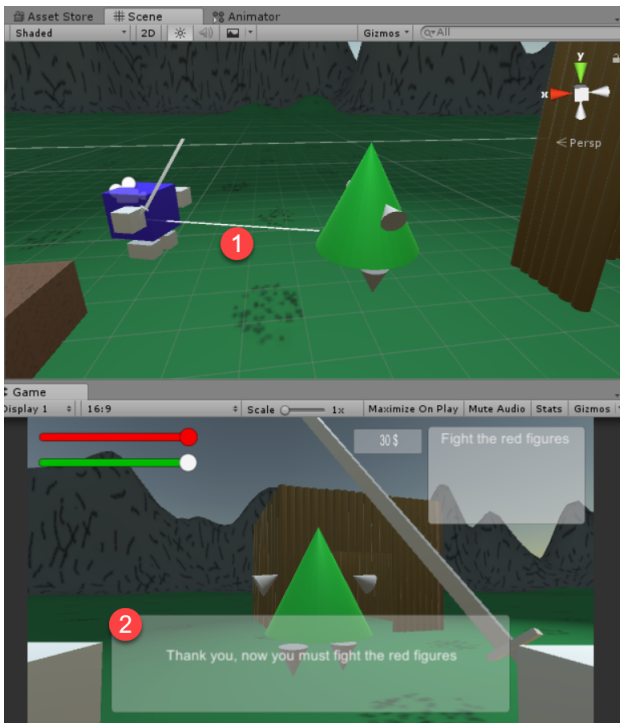 Asset Store Scene Animator
Shaded 2D Gizmos All
y
x
Persp
1
Game
Display 1 16:9 Scale 1x Maximize On Play Mute Audio Stats Gizmos
30 $ Fight the red figures
2
Thank you, now you must fight the red figures